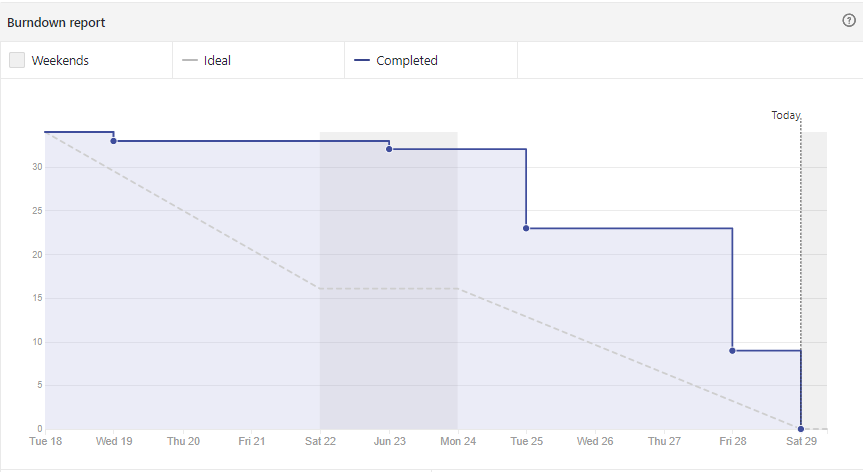 Burndown report
?
Weekends Ideal Completed
Today
30
25
20
15
10
5
0
Tue 18 Wed 19 Thu 20 Fri 21 Sat 22 Jun 23 Mon 24 Tue 25 Wed 26 Thu 27 Fri 28 Sat 29